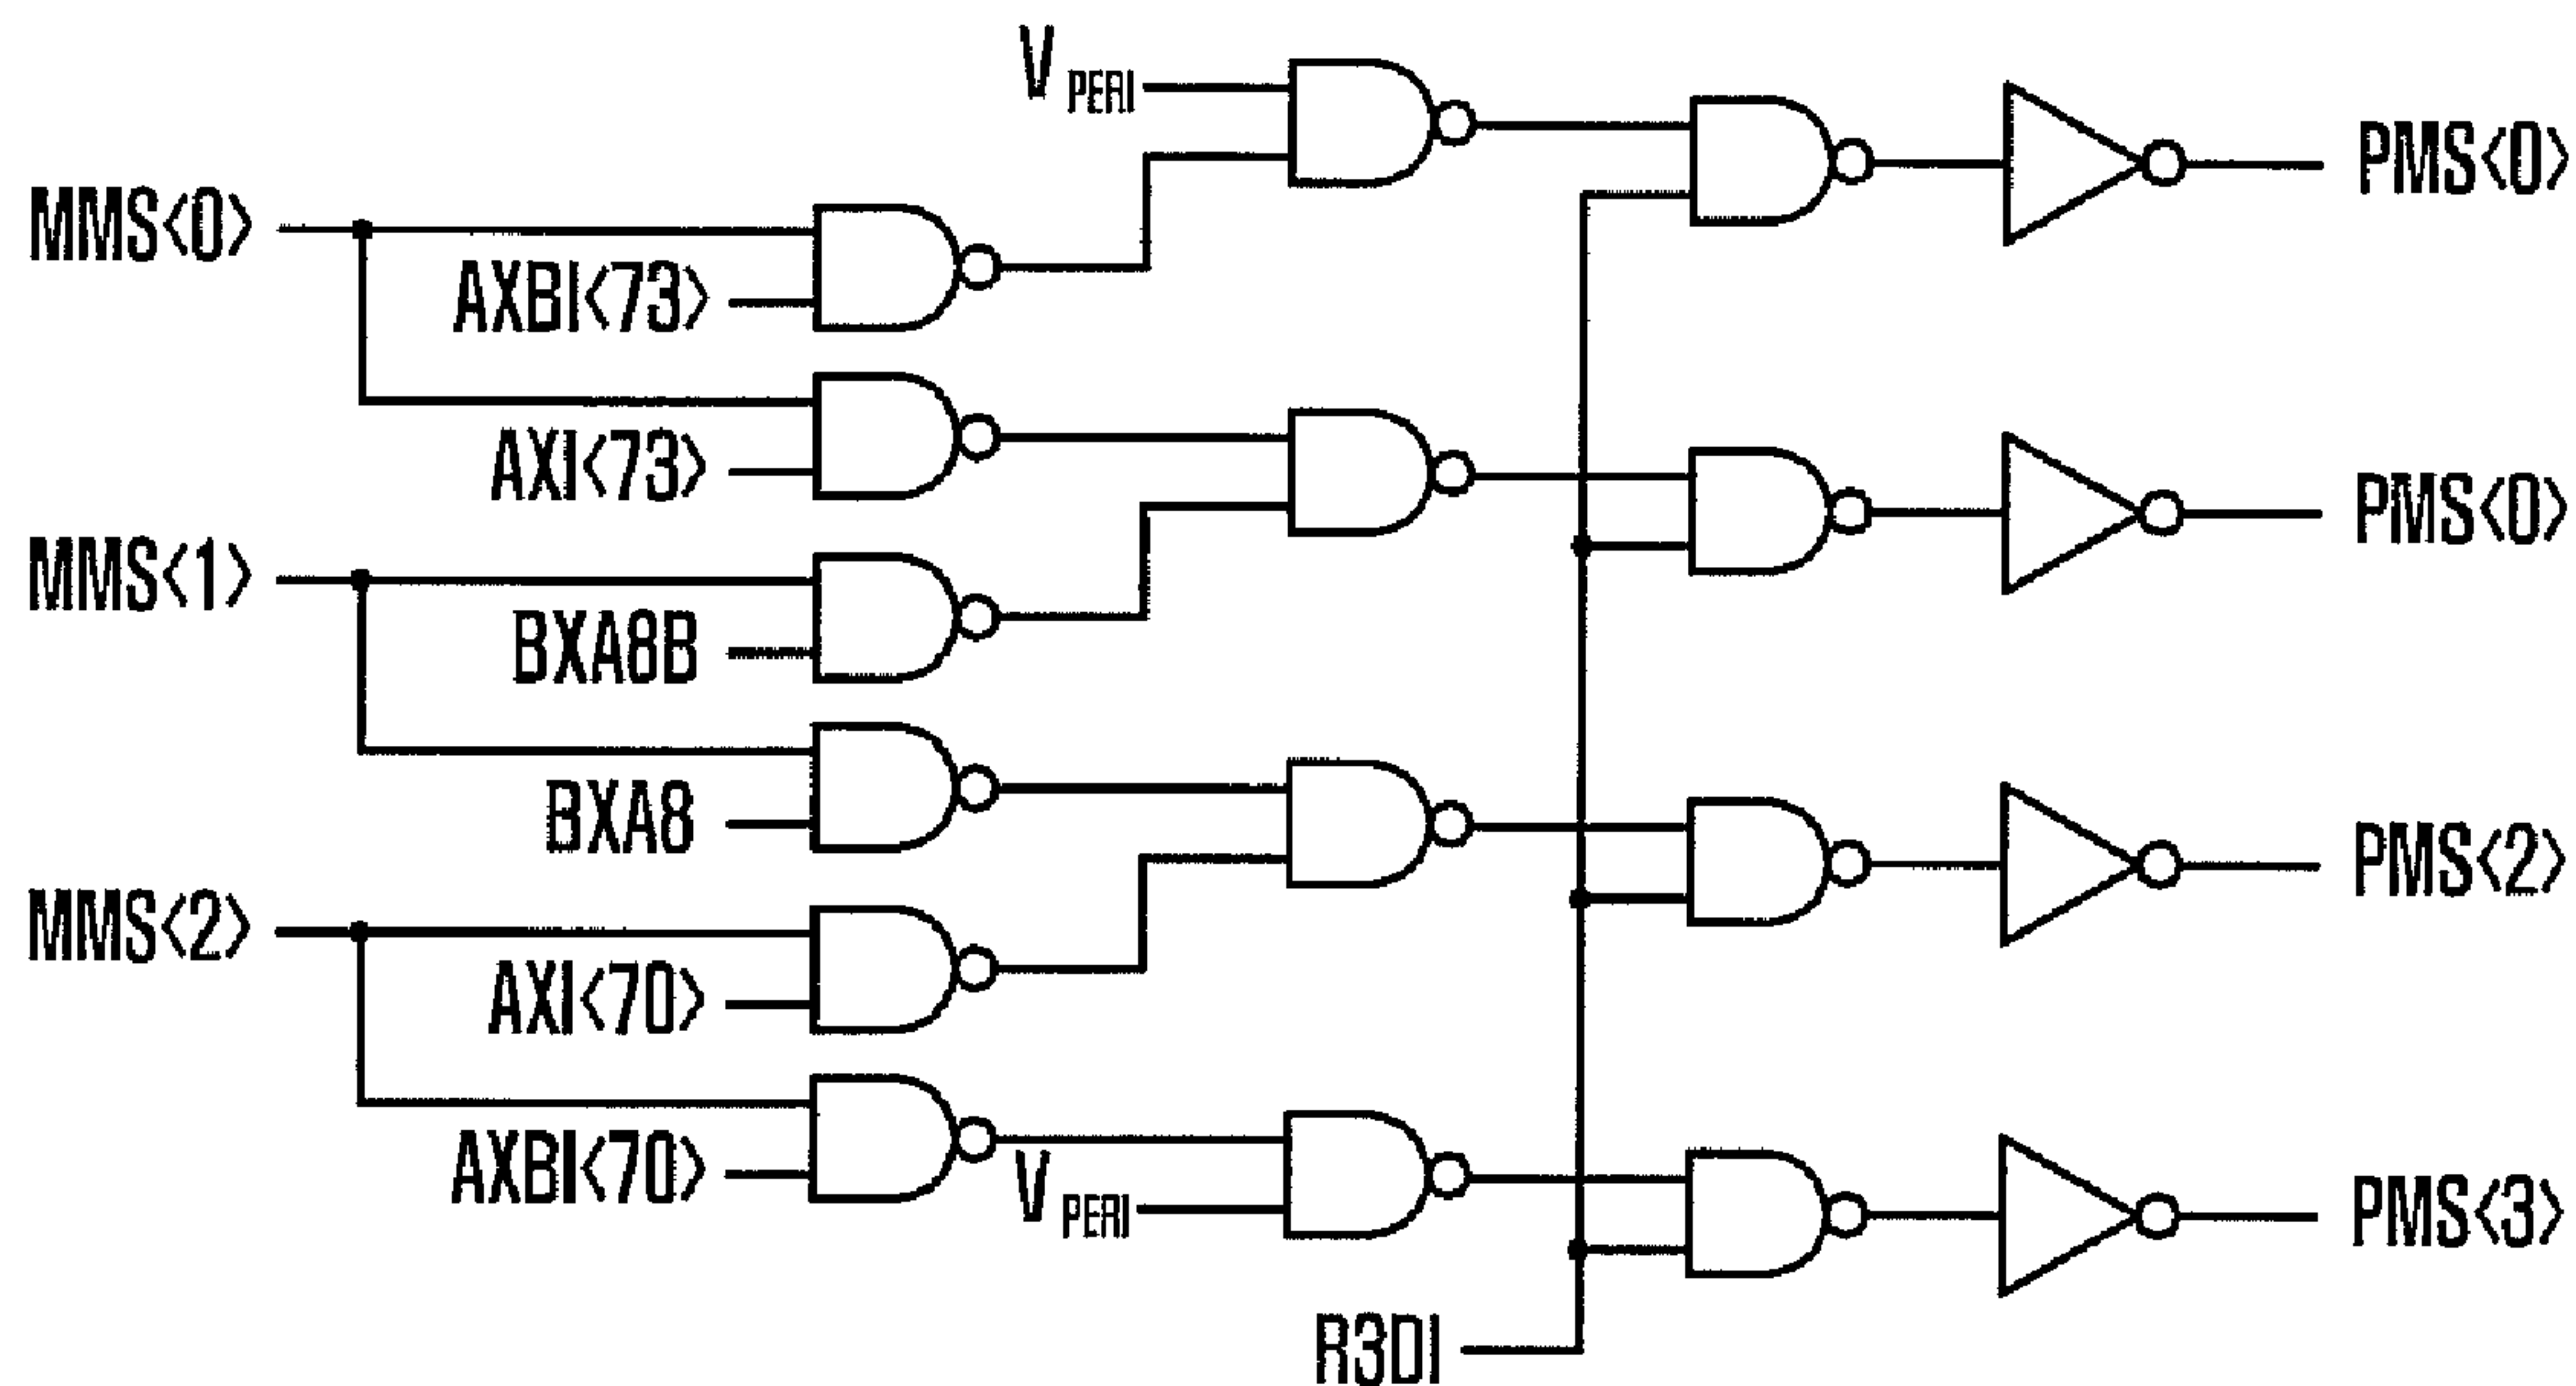 V PERI
PMS<0>
MMS<0>
AXBI<73>
AXI<73>
PMS<0>
MMS<1>
BXA8B
BXA8
PMS<2>
MMS<2>
AXI<70>
AXBI<70>
V PERI
PMS<3>
R3DI